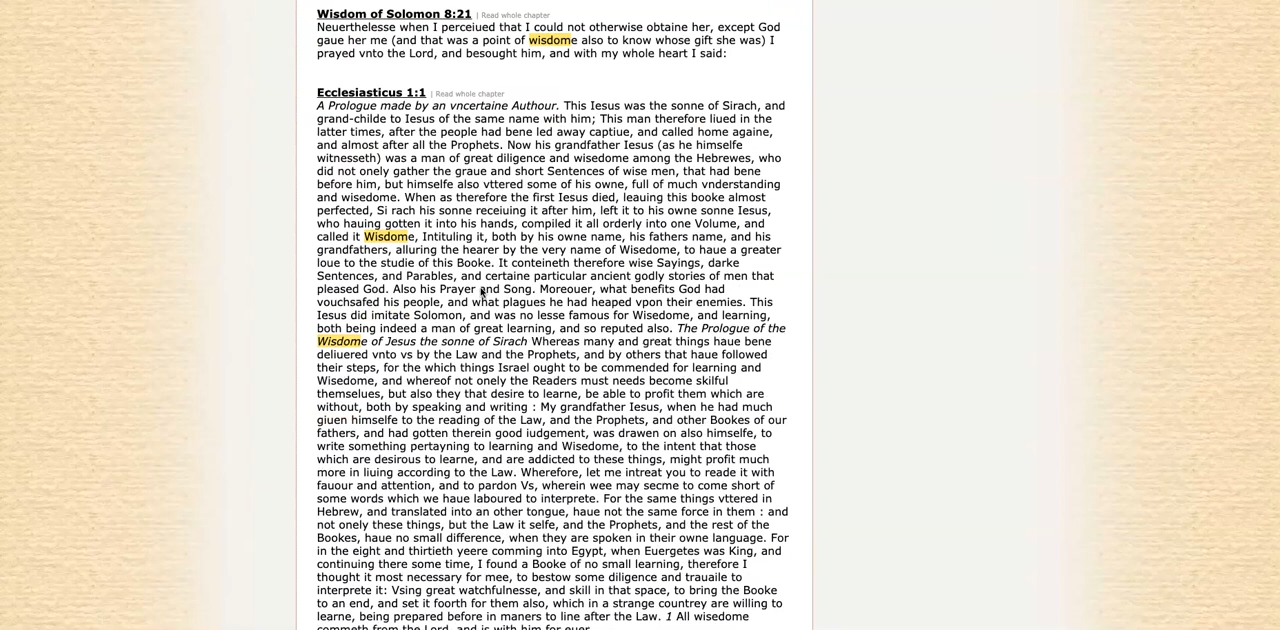 Wisdom of Solomon 8:21 | Read whole chapter
Neuerthelesse when I perceiued that I could not otherwise obtaine her, except God
gaue her me (and that was a point of wisdome also to know whose gift she was) I
prayed vnto the Lord, and besought him, and with my whole heart I said:
Ecclesiasticus 1:1 | Read whole chapter
A Prologue made by an vncertaine Authour. This Iesus was the sonne of Sirach, and
grand-childe to Iesus of the same name with him; This man therefore liued in the
latter times, after the people had bene led away captiue, and called home againe,
and almost after all the Prophets. Now his grandfather Iesus (as he himselfe
witnesseth) was a man of great diligence and wisedome among the Hebrewes, who
did not onely gather the graue and short Sentences of wise men, that had bene
before him, but himselfe also vttered some of his owne, full of much vnderstanding
and wisedome. When as therefore the first Iesus died, leauing this booke almost
perfected, Si rach his sonne receiuing it after him, left it to his owne sonne Iesus,
who hauing gotten it into his hands, compiled it all orderly into one Volume, and
called it Wisdome, Intituling it, both by his owne name, his fathers name, and his
grandfathers, alluring the hearer by the very name of Wisedome, to haue a greater
loue to the studie of this Booke. It conteineth therefore wise Sayings, darke
Sentences, and Parables, and certaine particular ancient godly stories of men that
pleased God. Also his Prayer and Song. Moreouer, what benefits God had
vouchsafed his people, and what plagues he had heaped vpon their enemies. This
Iesus did imitate Solomon, and was no lesse famous for Wisedome, and learning,
both being indeed a man of great learning, and so reputed also. The Prologue of the
Wisdome of Jesus the sonne of Sirach Whereas many and great things haue bene
deliuered vnto vs by the Law and the Prophets, and by others that haue followed
their steps, for the which things Israel ought to be commended for learning and
Wisedome, and whereof not onely the Readers must needs become skilful
themselues, but also they that desire to learne, be able to profit them which are
without, both by speaking and writing : My grandfather Iesus, when he had much
giuen himselfe to the reading of the Law, and the Prophets, and other Bookes of our
fathers, and had gotten therein good iudgement, was drawen on also himselfe, to
write something pertayning to learning and Wisedome, to the intent that those
which are desirous to learne, and are addicted to these things, might profit much
more in liuing according to the Law. Wherefore, let me intreat you to reade it with
fauour and attention, and to pardon Vs, wherein wee may secme to come short of
some words which we haue laboured to interprete. For the same things vttered in
Hebrew, and translated into an other tongue, haue not the same force in them : and
not onely these things, but the Law it selfe, and the Prophets, and the rest of the
Bookes, haue no small difference, when they are spoken in their owne language. For
in the eight and thirtieth yeere comming into Egypt, when Euergetes was King, and
continuing there some time, I found a Booke of no small learning, therefore I
thought it most necessary for mee, to bestow some diligence and trauaile to
interprete it: Vsing great watchfulnesse, and skill in that space, to bring the Booke
to an end, and set it foorth for them also, which in a strange countrey are willing to
learne, being prepared before in maners to line after the Law. 1 All wisedome
commeth from the Lord, and is with him for euer.